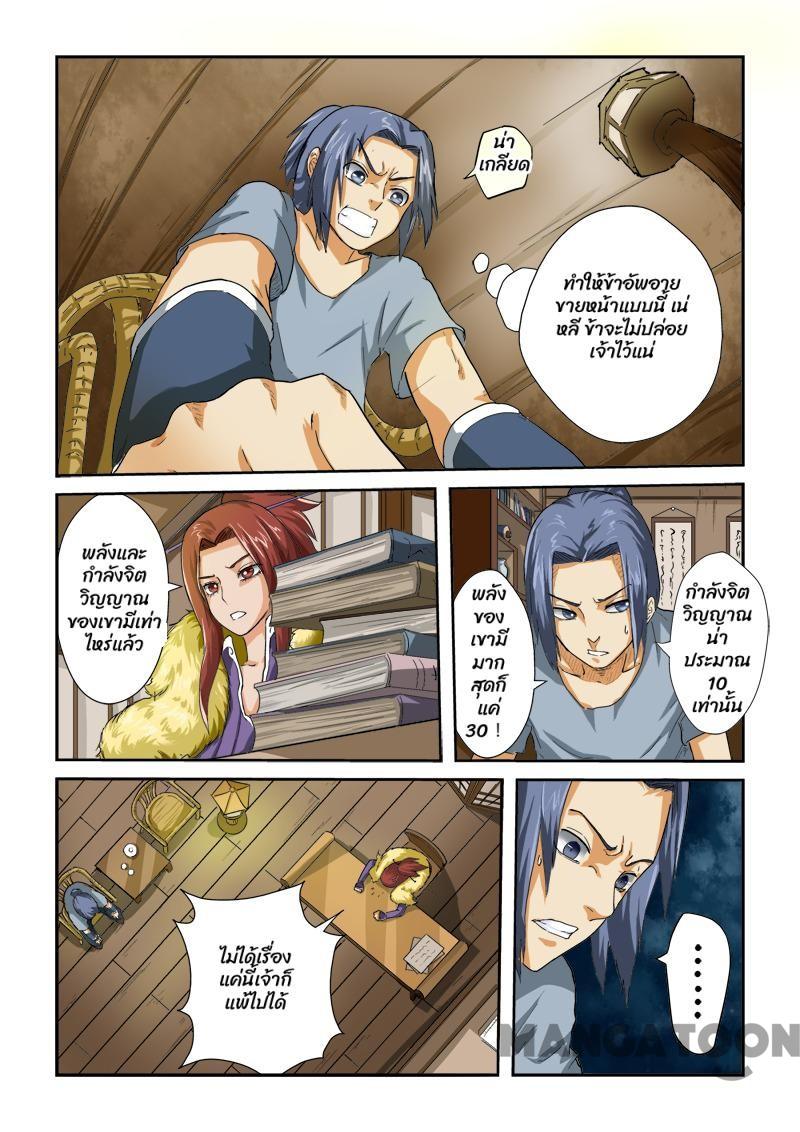 น่า
เกลียด
ทำให้ข้าอัพอาย
ขายหน้าแบบนี้ เน่
หลี ข้าจะไม่ปล่อย
เจ้าไว้แน่
พลังและ
กำลังจิต
วิญญาณ
ของเขามีเท่า
ไหร่แล้ว
พลัง
ของ
เขามี
มาก
สุดก็
แค่
30 !
กำลังจิต
วิญญาณ
น่า
ประมาณ
10
เท่านั้น
ไม่ได้เรื่อง
แค่นี้เจ้าก็
แพ้ไปได้
......
MANGATOON